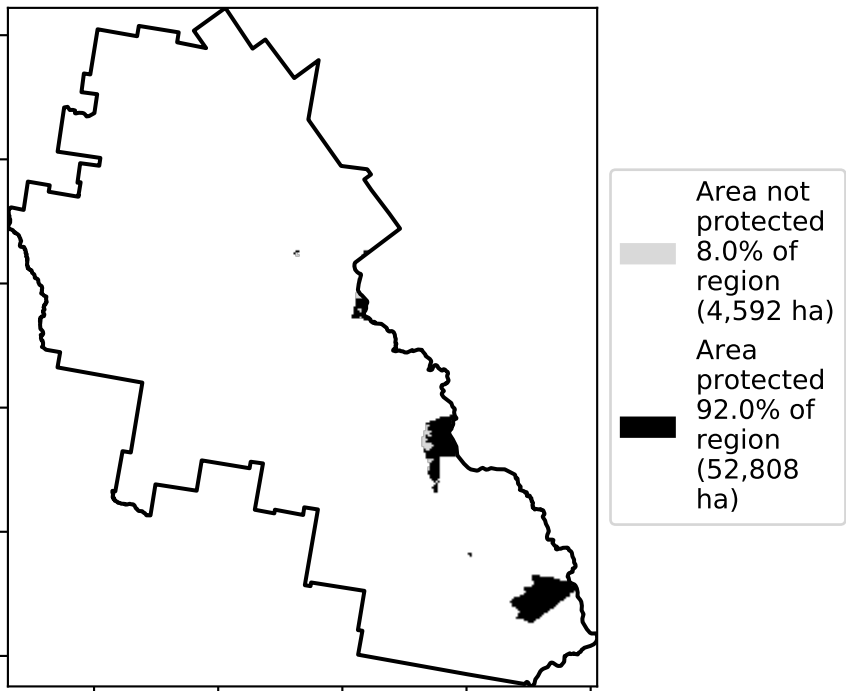 Area not
protected
8.0% of
region
(4,592 ha)
Area
protected
92.0% of
region
(52,808
ha)